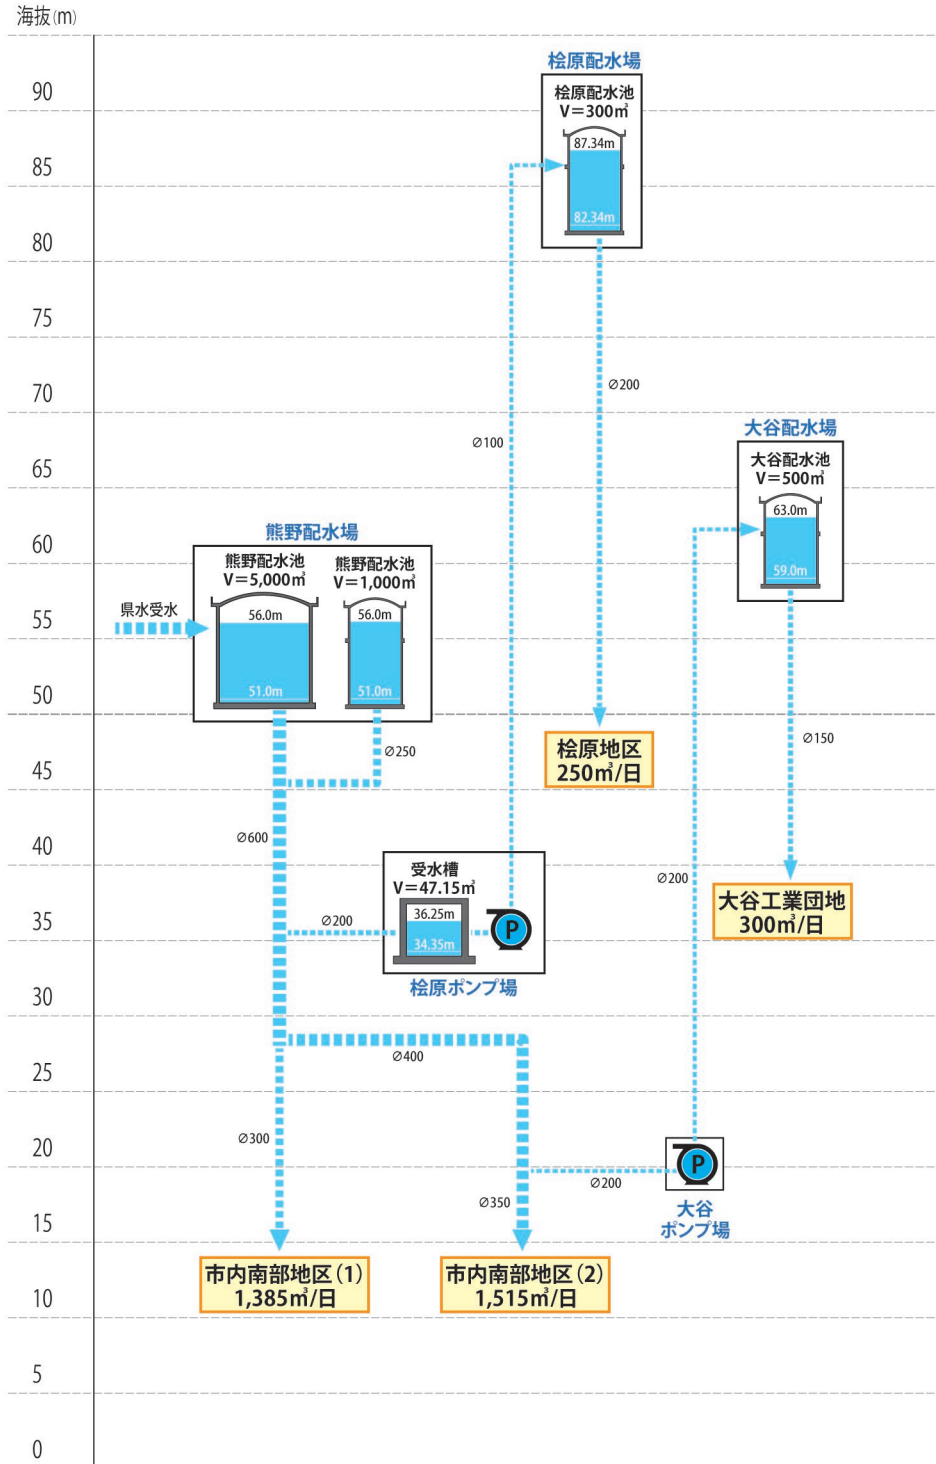 海抜(m)
90
85
80
75
70
65
60
55
50
45
40
35
30
25
20
15
10
5
0
桧原配水場
桧原配水池
V=300㎥
87.34m
82.34m
∅200
∅100
大谷配水場
大谷配水池
V=500㎥
63.0m
59.0m
熊野配水場
熊野配水池
V=5,000㎥
56.0m
51.0m
熊野配水池
V=1,000㎥
56.0m
51.0m
県水受水
∅250
∅600
桧原地区
250㎥/日
∅150
受水槽
V=47.15㎥
36.25m
34.35m
P
∅200
桧原ポンプ場
∅200
大谷工業団地
300㎥/日
∅400
∅300
∅350
∅200
P
大谷
ポンプ場
市内南部地区(1)
1,385㎥/日
市内南部地区(2)
1,515㎥/日